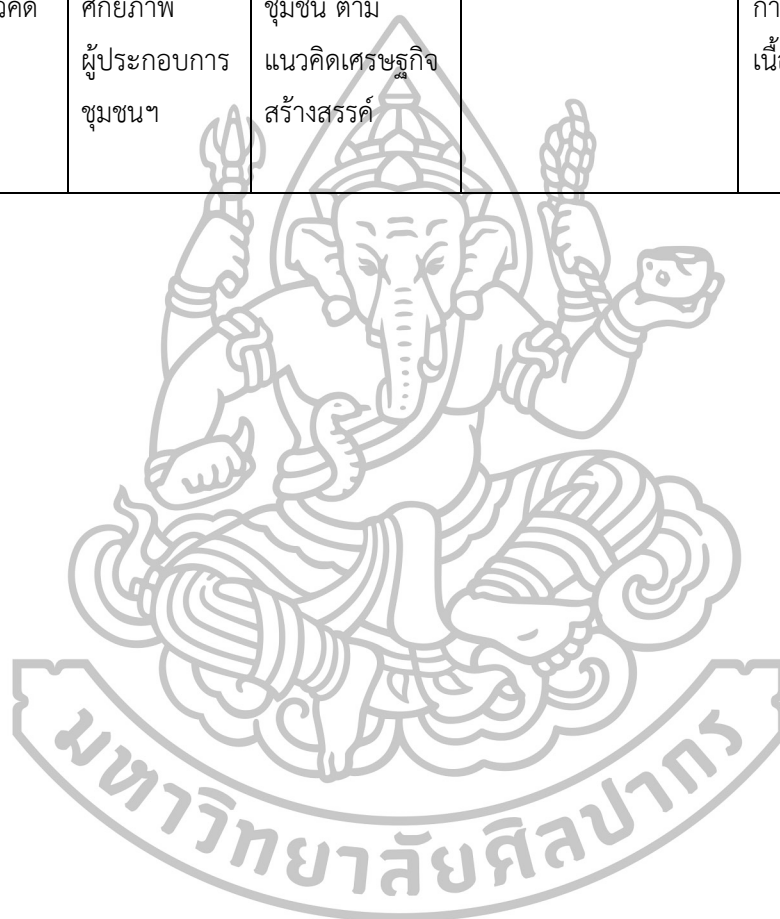 ศักยภาพ
ผู้ประกอบการ
ชุมชนฯ
ชุมชน ตาม
แนวคิดเศรษฐกิจ
สร้างสรรค์
มหาวิทยาลัยศิลปากร